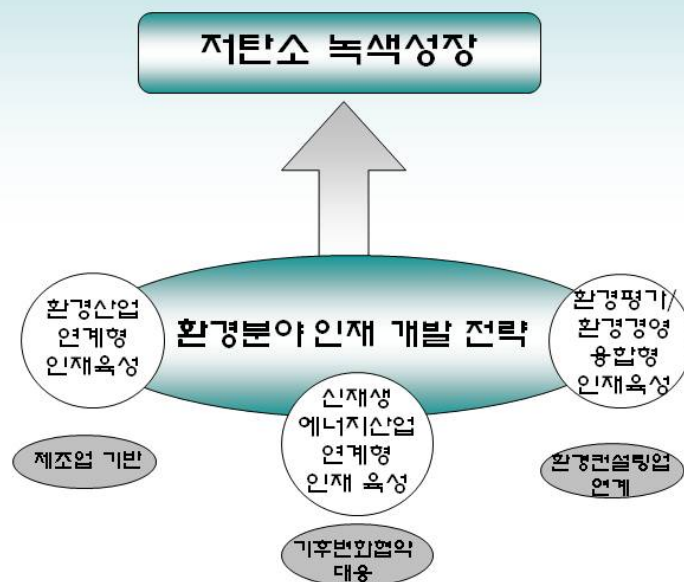 저탄소 녹색성장
환경분야 인재 개발 전략
환경산업
연계형
인재육성
제조업 기반
신재생
에너지산업
연계형
인재 육성
기후변화협약
대응
환경평가/
환경경영
융합형
인재육성
환경컨설팅업
연계